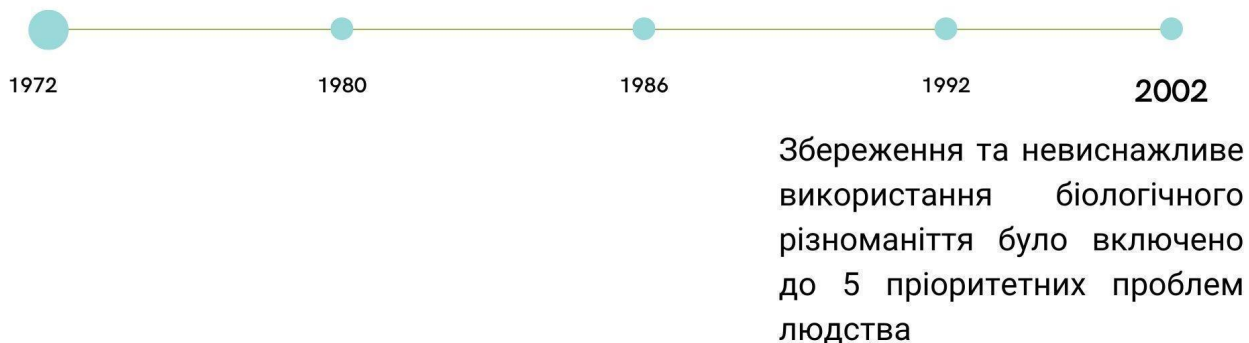 1972 1980 1986 1992 2002
Збереження та невиснажливе
використання біологічного
різноманіття було включено
до 5 пріоритетних проблем
людства